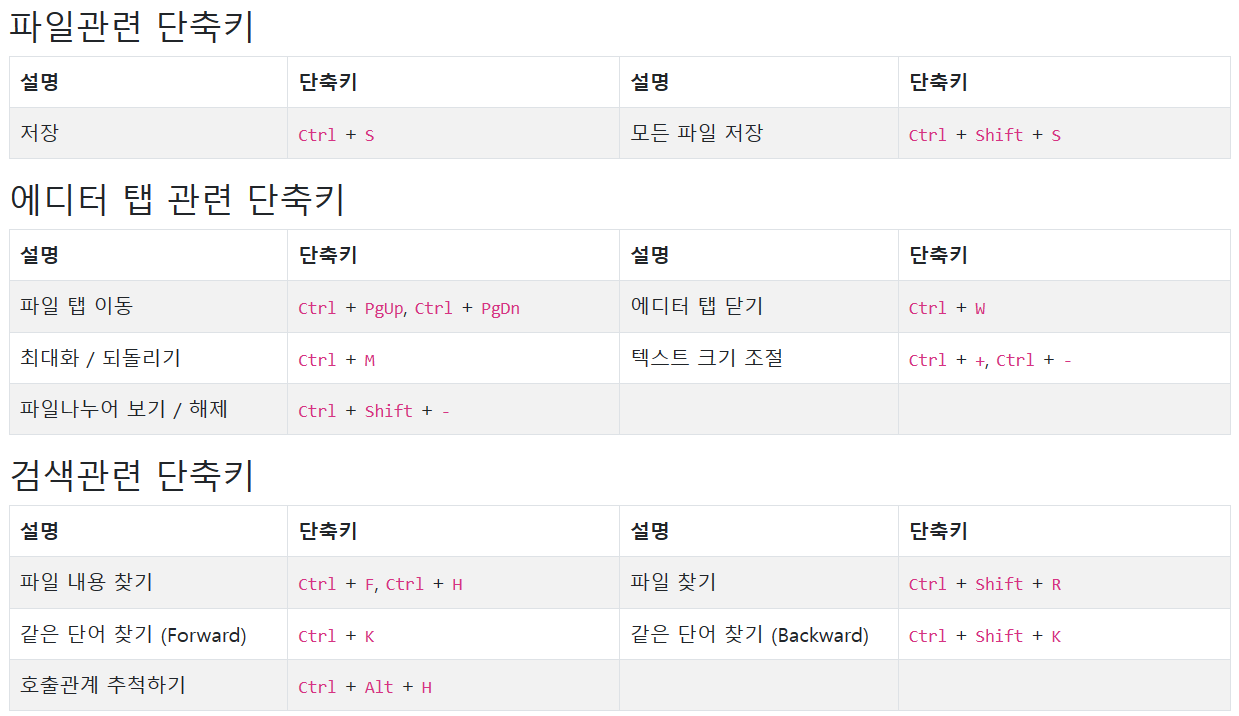 파일관련 단축키
설명 단축키 설명 단축키
저장 Ctrl + S 모든 파일 저장 Ctrl + Shift + S
에디터 탭 관련 단축키
설명 단축키 설명 단축키
파일 탭 이동 Ctrl + PgUp, Ctrl + PgDn 에디터 탭 닫기 Ctrl + W
최대화 / 되돌리기 Ctrl + M 텍스트 크기 조절 Ctrl + +, Ctrl + -
파일나누어 보기 / 해제 Ctrl + Shift + -
검색관련 단축키
설명 단축키 설명 단축키
파일 내용 찾기 Ctrl + F, Ctrl + H 파일 찾기 Ctrl + Shift + R
같은 단어 찾기 (Forward) Ctrl + K 같은 단어 찾기 (Backward) Ctrl + Shift + K
호출관계 추척하기 Ctrl + Alt + H